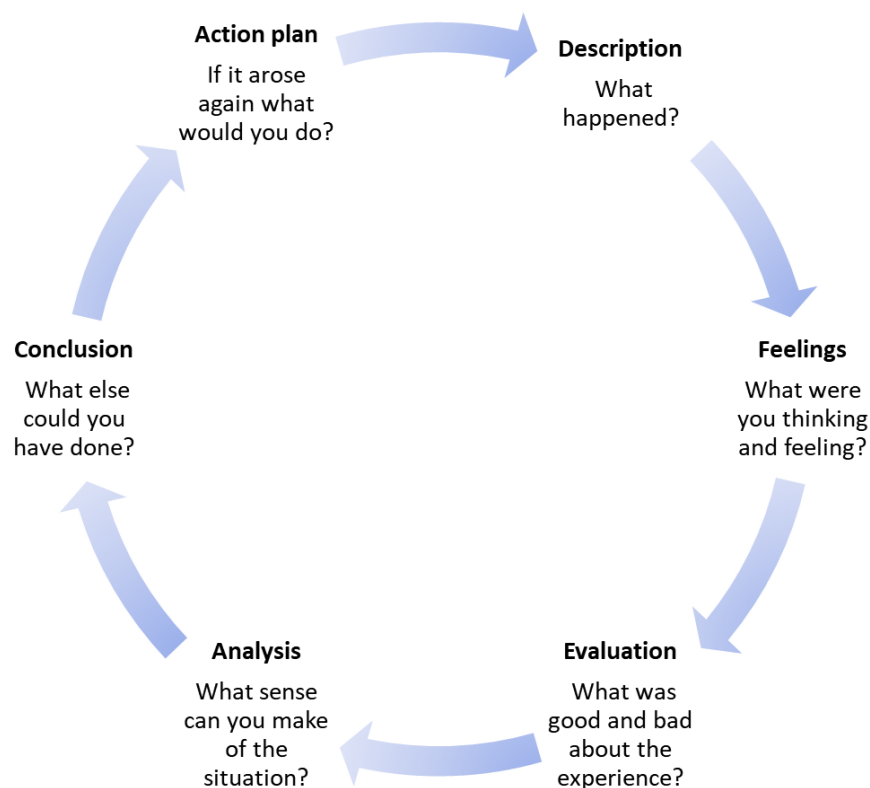 Action plan
If it arose
again what
would you do?
Description
What
happened?
Feelings
What were
you thinking
and feeling?
Evaluation
What was
good and bad
about the
experience?
Analysis
What sense
can you make
of the
situation?
Conclusion
What else
could you
have done?